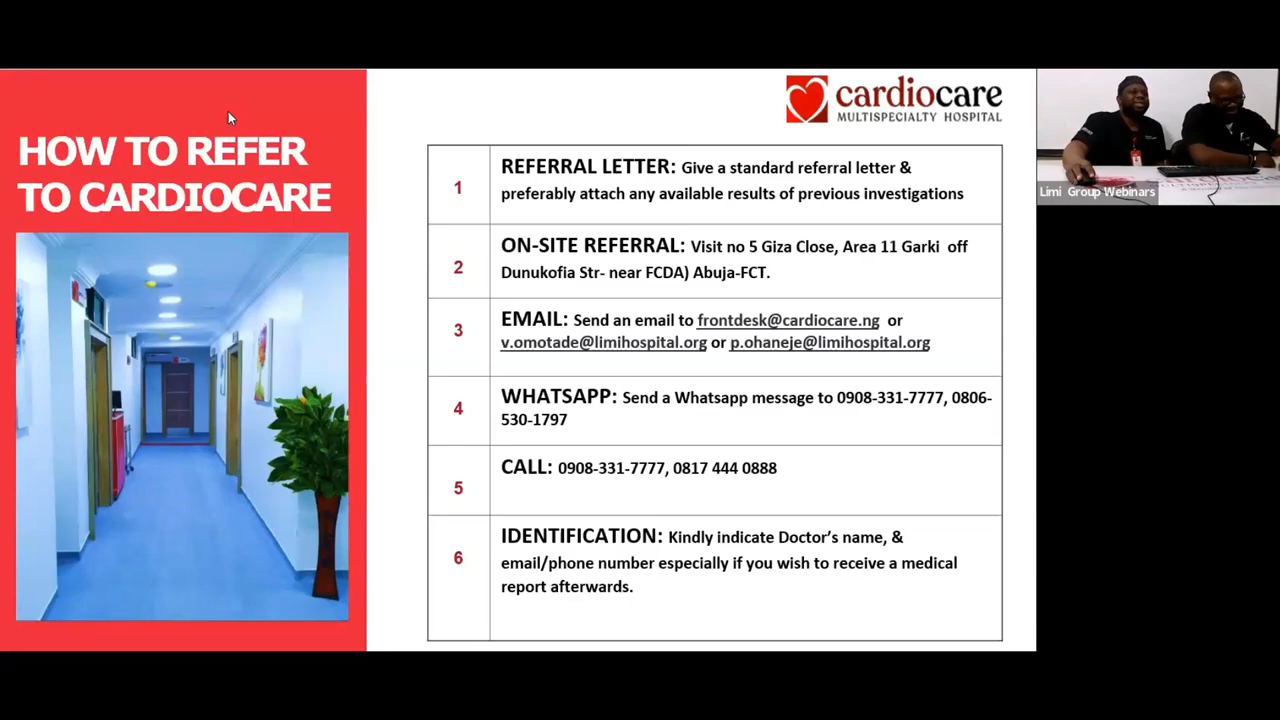 HOW TO REFER
TO CARDIOCARE
cardiocare
MULTISPECIALTY HOSPITAL
1
REFERRAL LETTER: Give a standard referral letter &
preferably attach any available results of previous investigations
2
ON-SITE REFERRAL: Visit no 5 Giza Close, Area 11 Garki off
Dunukofia Str- near FCDA) Abuja-FCT.
3
EMAIL: Send an email to frontdesk@cardiocare.ng or
v.omotade@limihospital.org or p.ohaneje@limihospital.org
4
WHATSAPP: Send a Whatsapp message to 0908-331-7777, 0806-
530-1797
5
CALL: 0908-331-7777, 0817 444 0888
6
IDENTIFICATION: Kindly indicate Doctor's name, &
email/phone number especially if you wish to receive a medical
report afterwards.
Limi Group Webinars